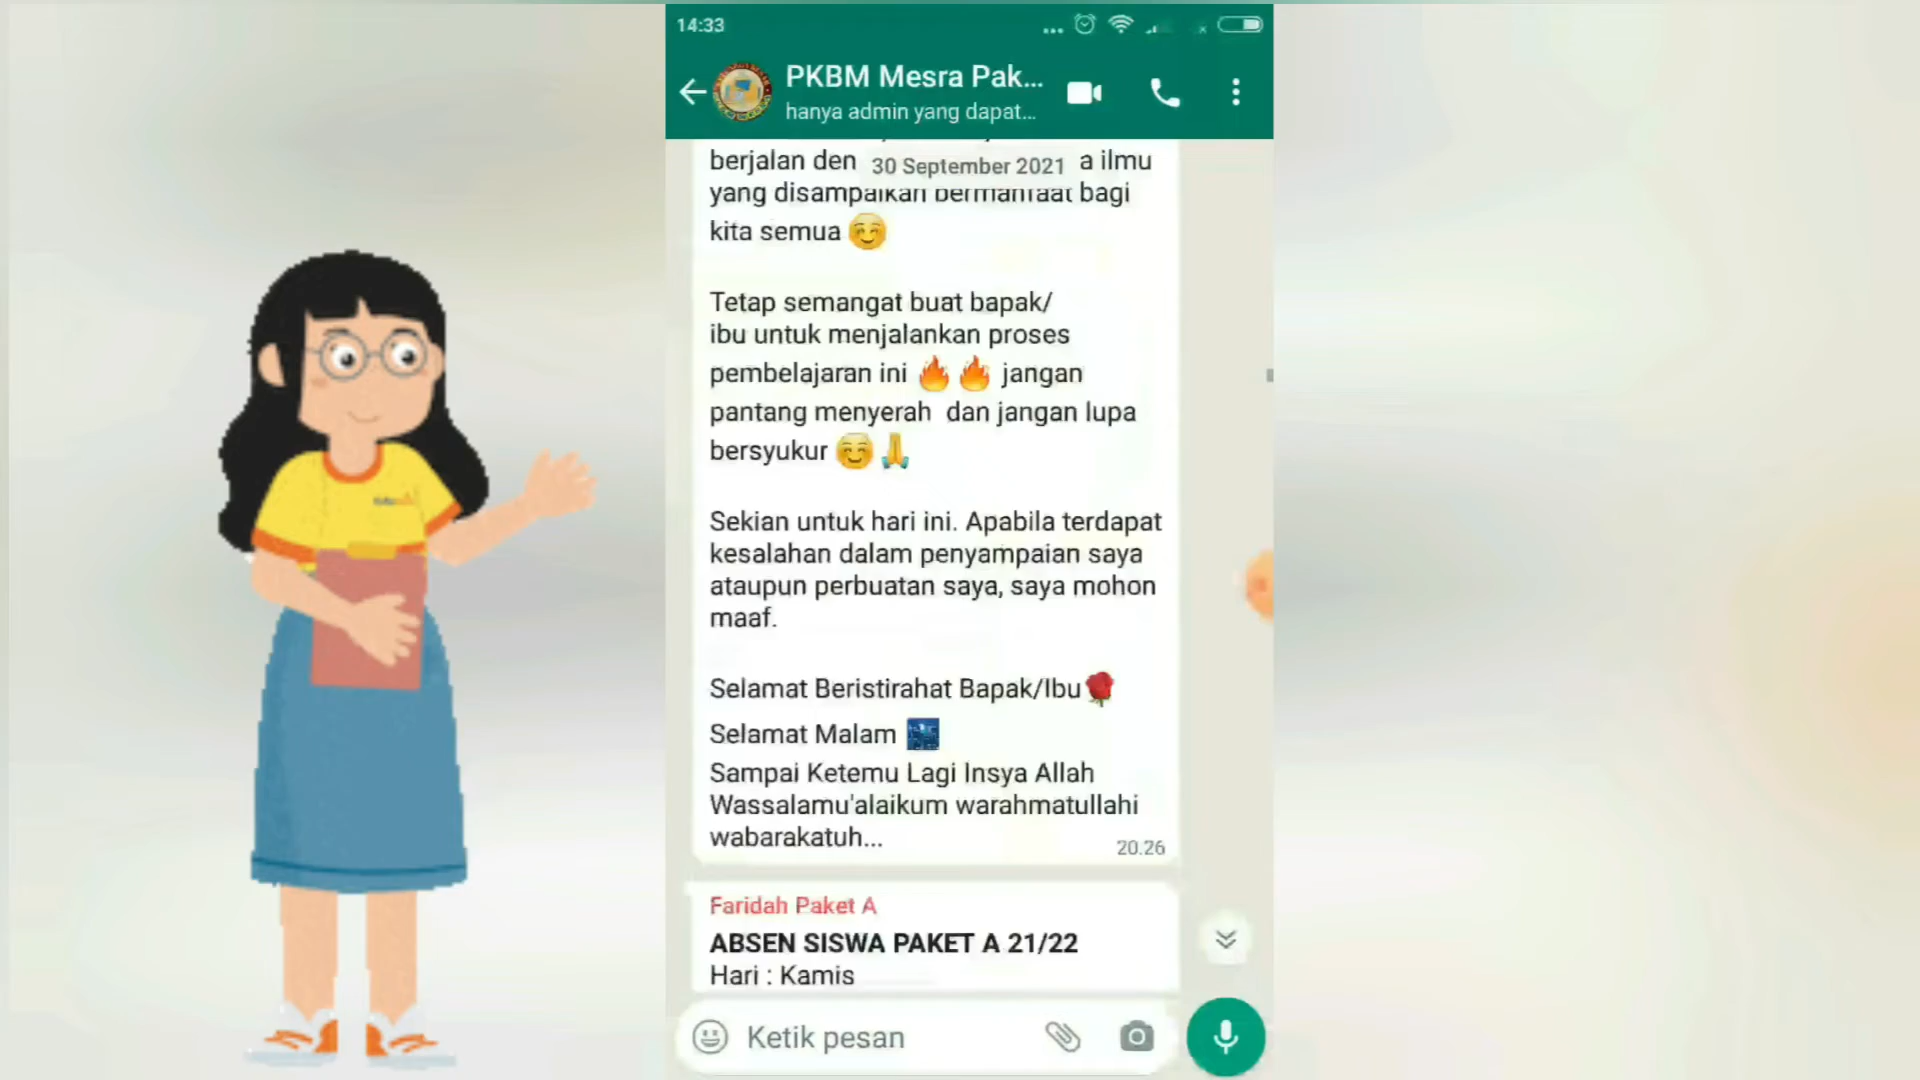 14:33
PKBM Mesra Pak...
hanya admin yang dapat...
berjalan den 30 September 2021 a ilmu
yang disampaikan bermanfaat bagi
kita semua 😊
Tetap semangat buat bapak/
ibu untuk menjalankan proses
pembelajaran ini 🔥🔥 jangan
pantang menyerah dan jangan lupa
bersyukur 😊🙏
Sekian untuk hari ini. Apabila terdapat
kesalahan dalam penyampaian saya
ataupun perbuatan saya, saya mohon
maaf.
Selamat Beristirahat Bapak/Ibu🌹
Selamat Malam 🌃
Sampai Ketemu Lagi Insya Allah
Wassalamu'alaikum warahmatullahi
wabarakatuh...
20.26
Faridah Paket A
ABSEN SISWA PAKET A 21/22
Hari : Kamis
Ketik pesan